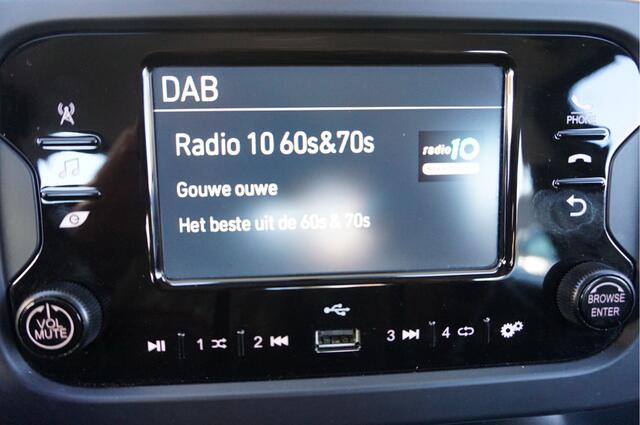 DAB
Radio 10 60s&70s
radio 10
Gouwe ouwe
Het beste uit de 60s & 70s
PHONE
VOL
MUTE
BROWSE
ENTER
1 2 3 4